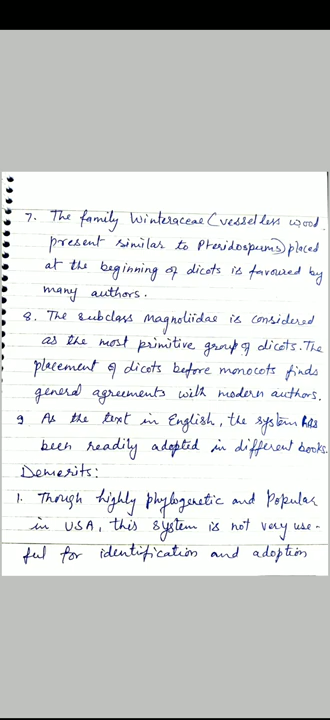 7. The family Winteraceae (vesselless wood
present similar to Pteridosperms) placed
at the beginning of dicots is favoured by
many authors.
8. The subclass Magnoliidae is considered
as the most primitive group of dicots. The
placement of dicots before monocots finds
general agreements with modern authors.
9 As the text in English, the system has
been readily adopted in different books.
Demerits:
1. Though highly phylogenetic and Popular
in USA, this system is not very use-
ful for identification and adoption